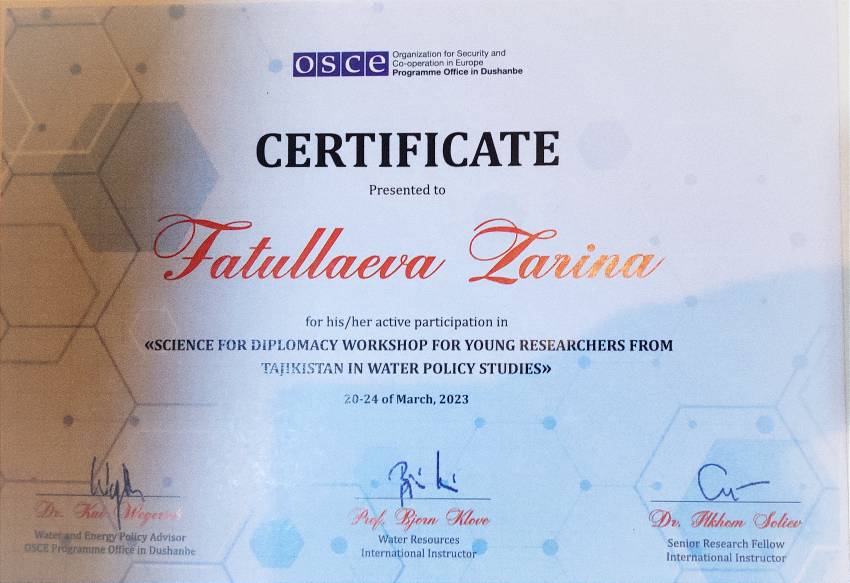 OSCE
Organization for Security and
Co-operation in Europe
Programme Office in Dushanbe
CERTIFICATE
Presented to
Fatullaeva Zarina
for his/her active participation in
«SCIENCE FOR DIPLOMACY WORKSHOP FOR YOUNG RESEARCHERS FROM
TAJIKISTAN IN WATER POLICY STUDIES»
20-24 of March, 2023
Dr. Kai
Water and Energy Policy Advisor
OSCE Programme Office in Dushanbe
Prof. Bjorn Klove
Water Resources
International Instructor
Dr. Ilkhom Soliev
Senior Research Fellow
International Instructor